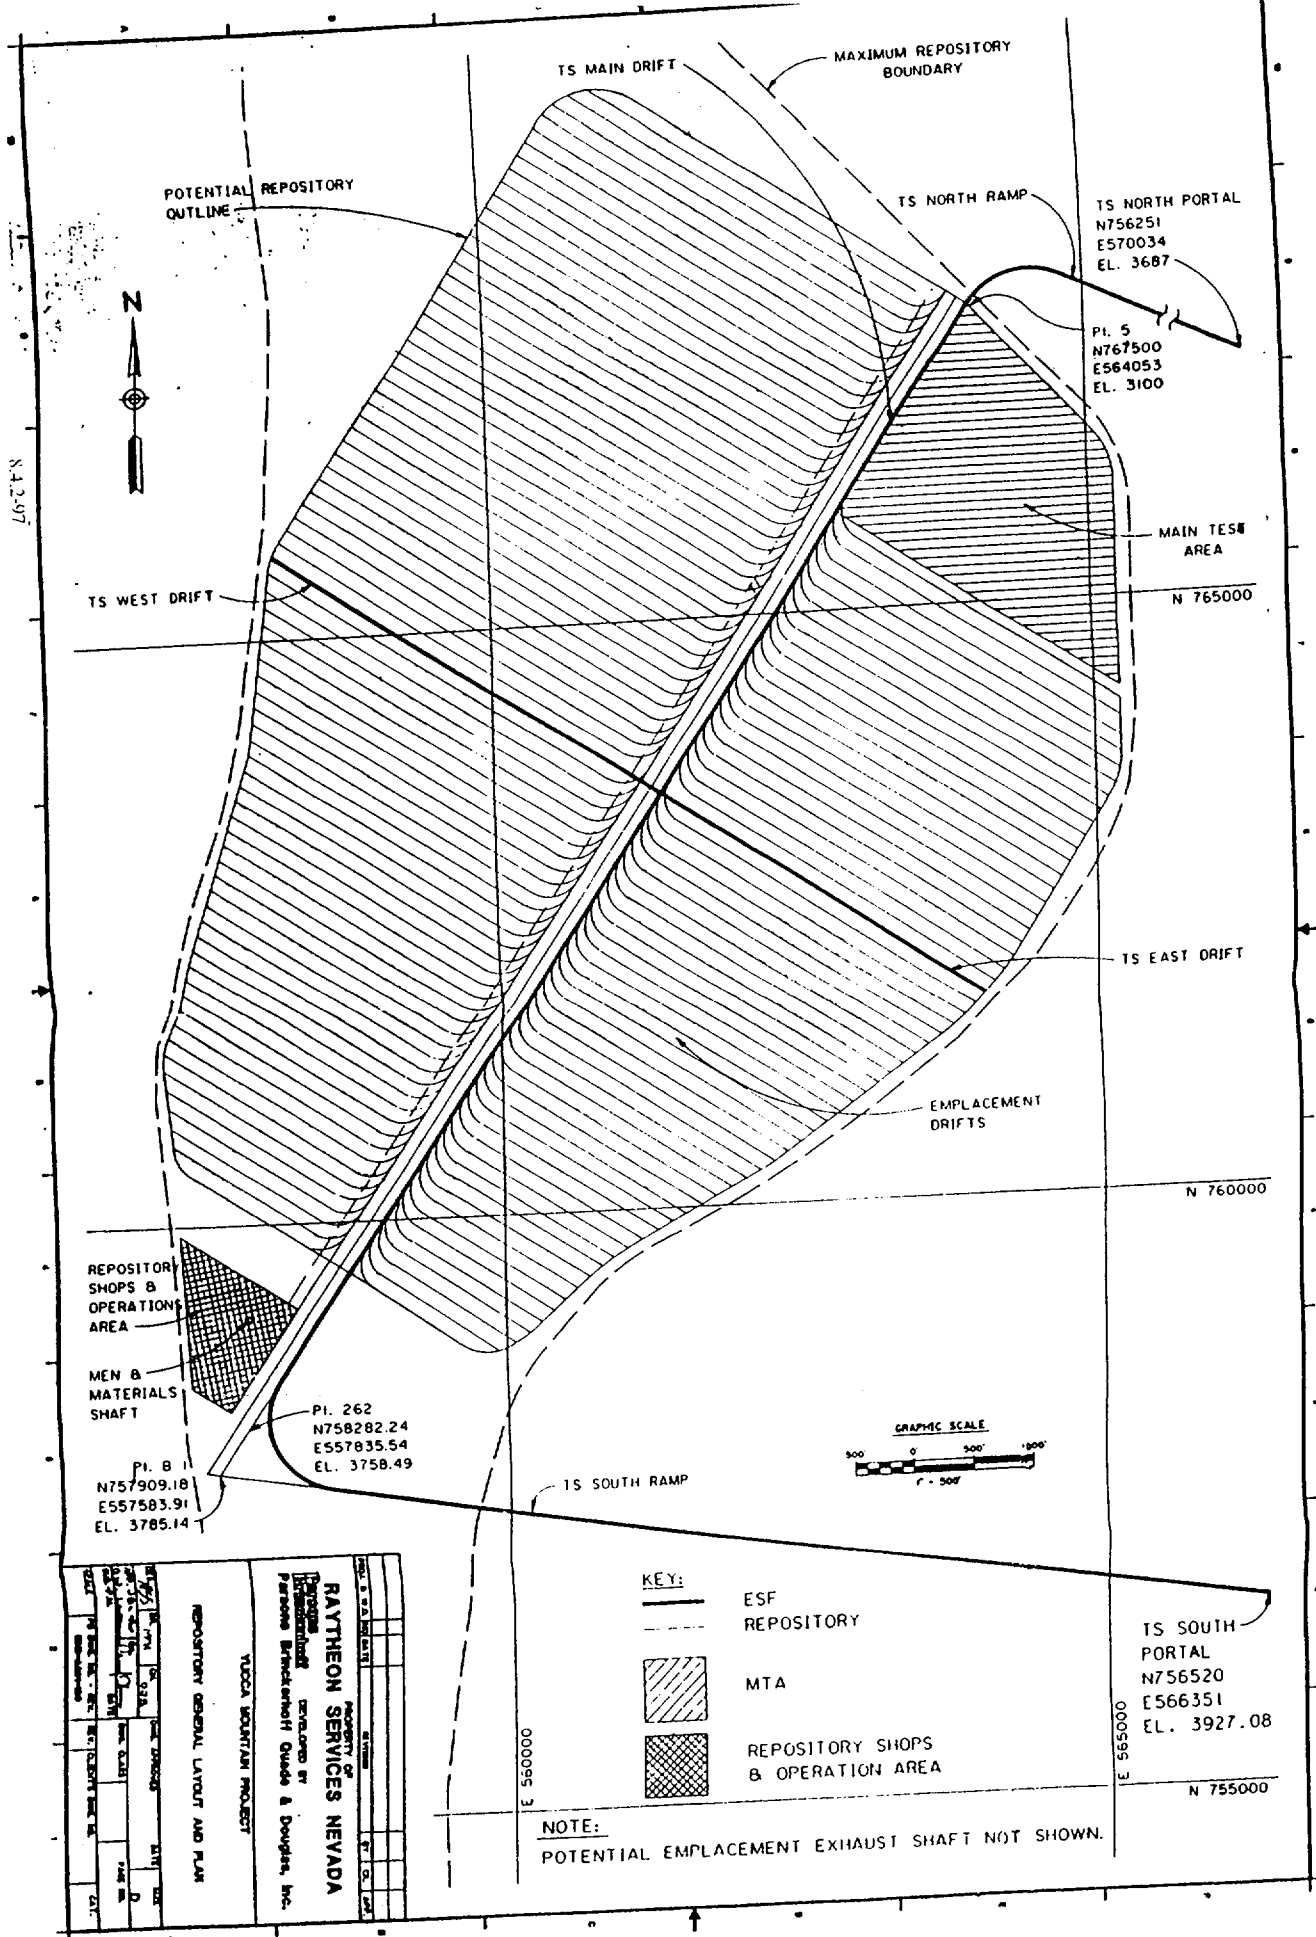 TS MAIN DRIFT
MAXIMUM REPOSITORY
BOUNDARY
POTENTIAL REPOSITORY
OUTLINE
TS NORTH RAMP
TS NORTH PORTAL
N756251
E570034
EL. 3687
N
Pt. 5
N767500
E564053
EL. 3100
8.4.2-97
MAIN TEST
AREA
TS WEST DRIFT
N 765000
TS EAST DRIFT
EMPLACEMENT
DRIFTS
N 760000
REPOSITORY
SHOPS &
OPERATIONS
AREA
MEN &
MATERIALS
SHAFT
Pt. 262
N758282.24
E557835.54
EL. 3758.49
Pt. B 1
N757909.18
E557583.91
EL. 3785.14
GRAPHIC SCALE
500' 0' 500'
1" - 500'
TS SOUTH RAMP
KEY:
ESF
REPOSITORY
MTA
REPOSITORY SHOPS
& OPERATION AREA
TS SOUTH
PORTAL
N756520
E566351
EL. 3927.08
E 560000
E 565000
N 755000
NOTE:
POTENTIAL EMPLACEMENT EXHAUST SHAFT NOT SHOWN.
PROPERTY OF
RAYTHEON SERVICES NEVADA
DEVELOPED BY
Parsons Brinckerhoff Quade & Douglas, Inc.
YUCCA MOUNTAIN PROJECT
REPOSITORY GENERAL LAYOUT AND PLAN